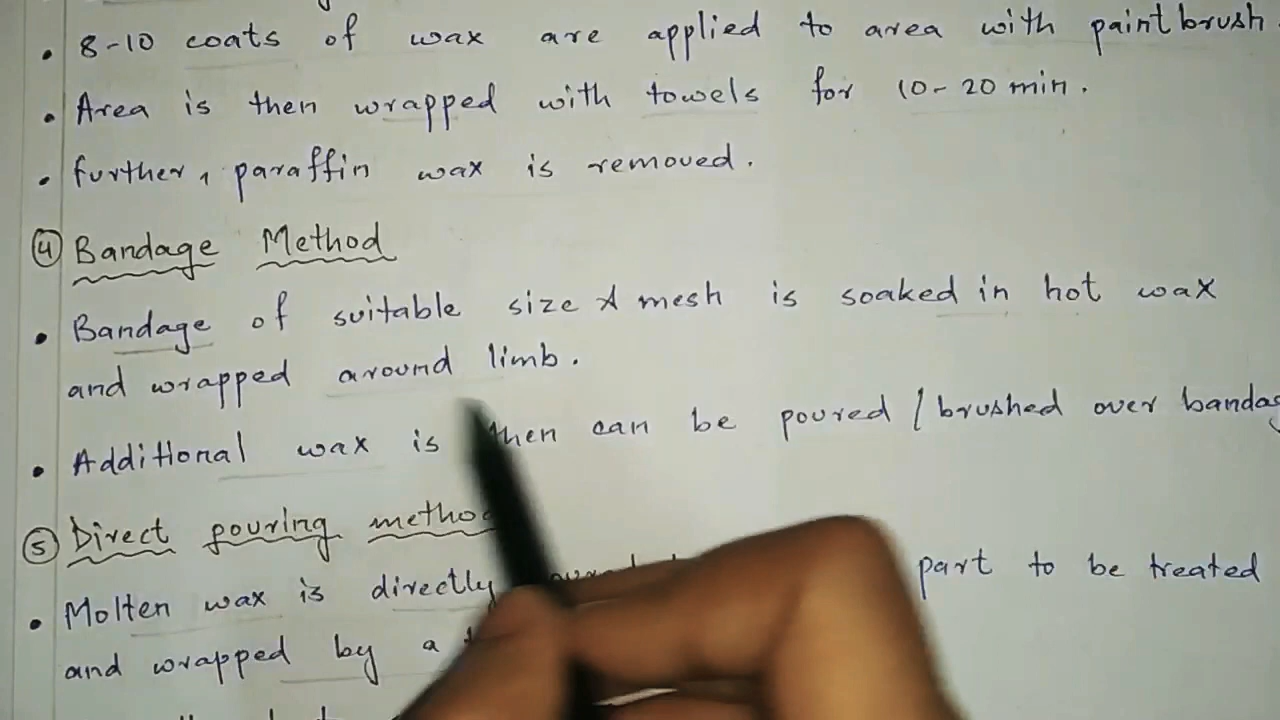 • 8-10 coats of wax are applied to area with paintbrush.
• Area is then wrapped with towels for 10-20 min.
• further, paraffin wax is removed.
④ Bandage Method
• Bandage of suitable size & mesh is soaked in hot wax
and wrapped around limb.
• Additional wax is then can be poured / brushed over bandag
⑤ Direct pouring method
• Molten wax is directly part to be treated
and wrapped by a